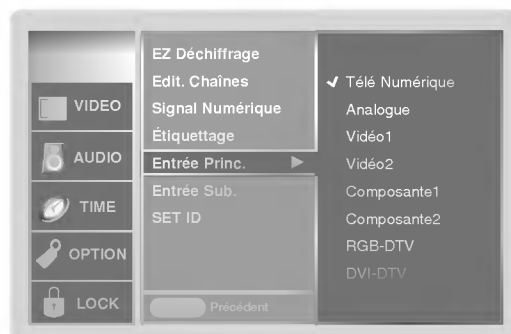 VIDEO
AUDIO
TIME
OPTION
LOCK
EZ Déchiffrage
Edit. Chaînes
Signal Numérique
Étiquettage
Entrée Princ.
Entrée Sub.
SET ID
Précédent
Télé Numérique
Analogue
Vidéo1
Vidéo2
Composante1
Composante2
RGB-DTV
DVI-DTV